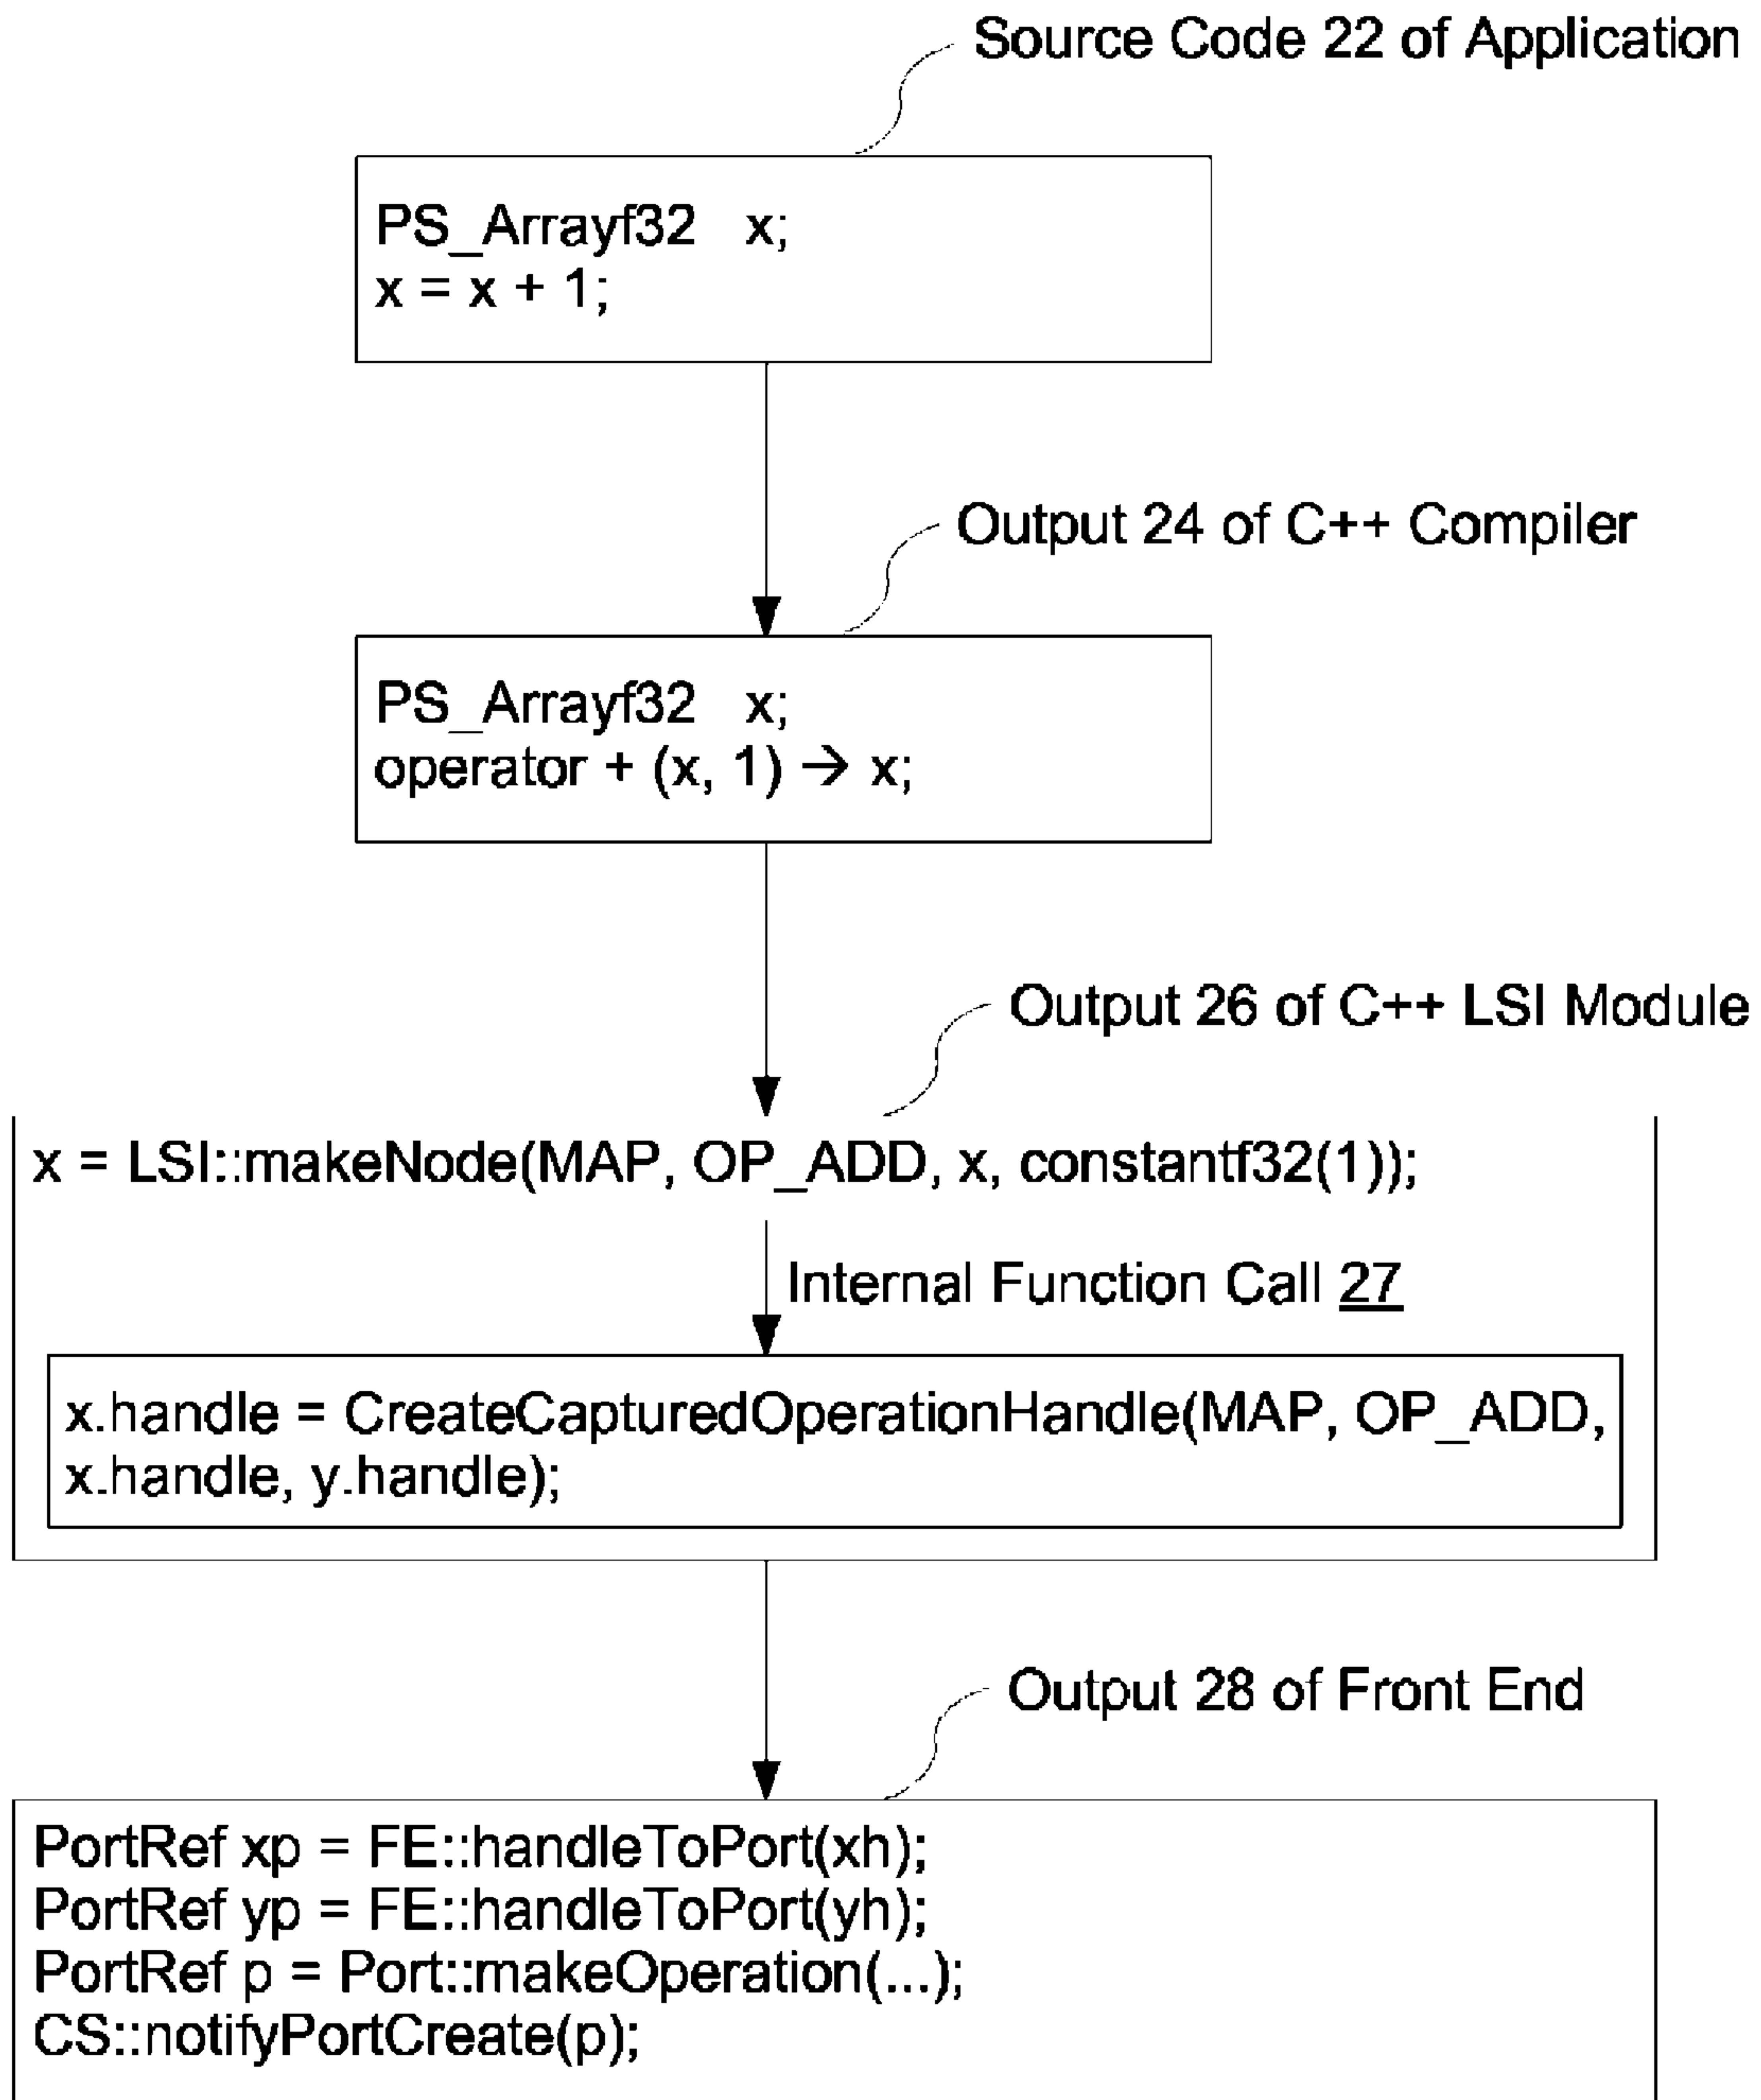 Source Code 22 of Application
PS_Arrayf32 x;
x = x + 1;
Output 24 of C++ Compiler
PS_Arrayf32 x;
operator + (x, 1) → x;
Output 26 of C++ LSI Module
x = LSI::makeNode(MAP, OP_ADD, x, constantf32(1));
Internal Function Call 27
x.handle = CreateCapturedOperationHandle(MAP, OP_ADD,
x.handle, y.handle);
Output 28 of Front End
PortRef xp = FE::handleToPort(xh);
PortRef yp = FE::handleToPort(yh);
PortRef p = Port::makeOperation(...);
CS::notifyPortCreate(p);